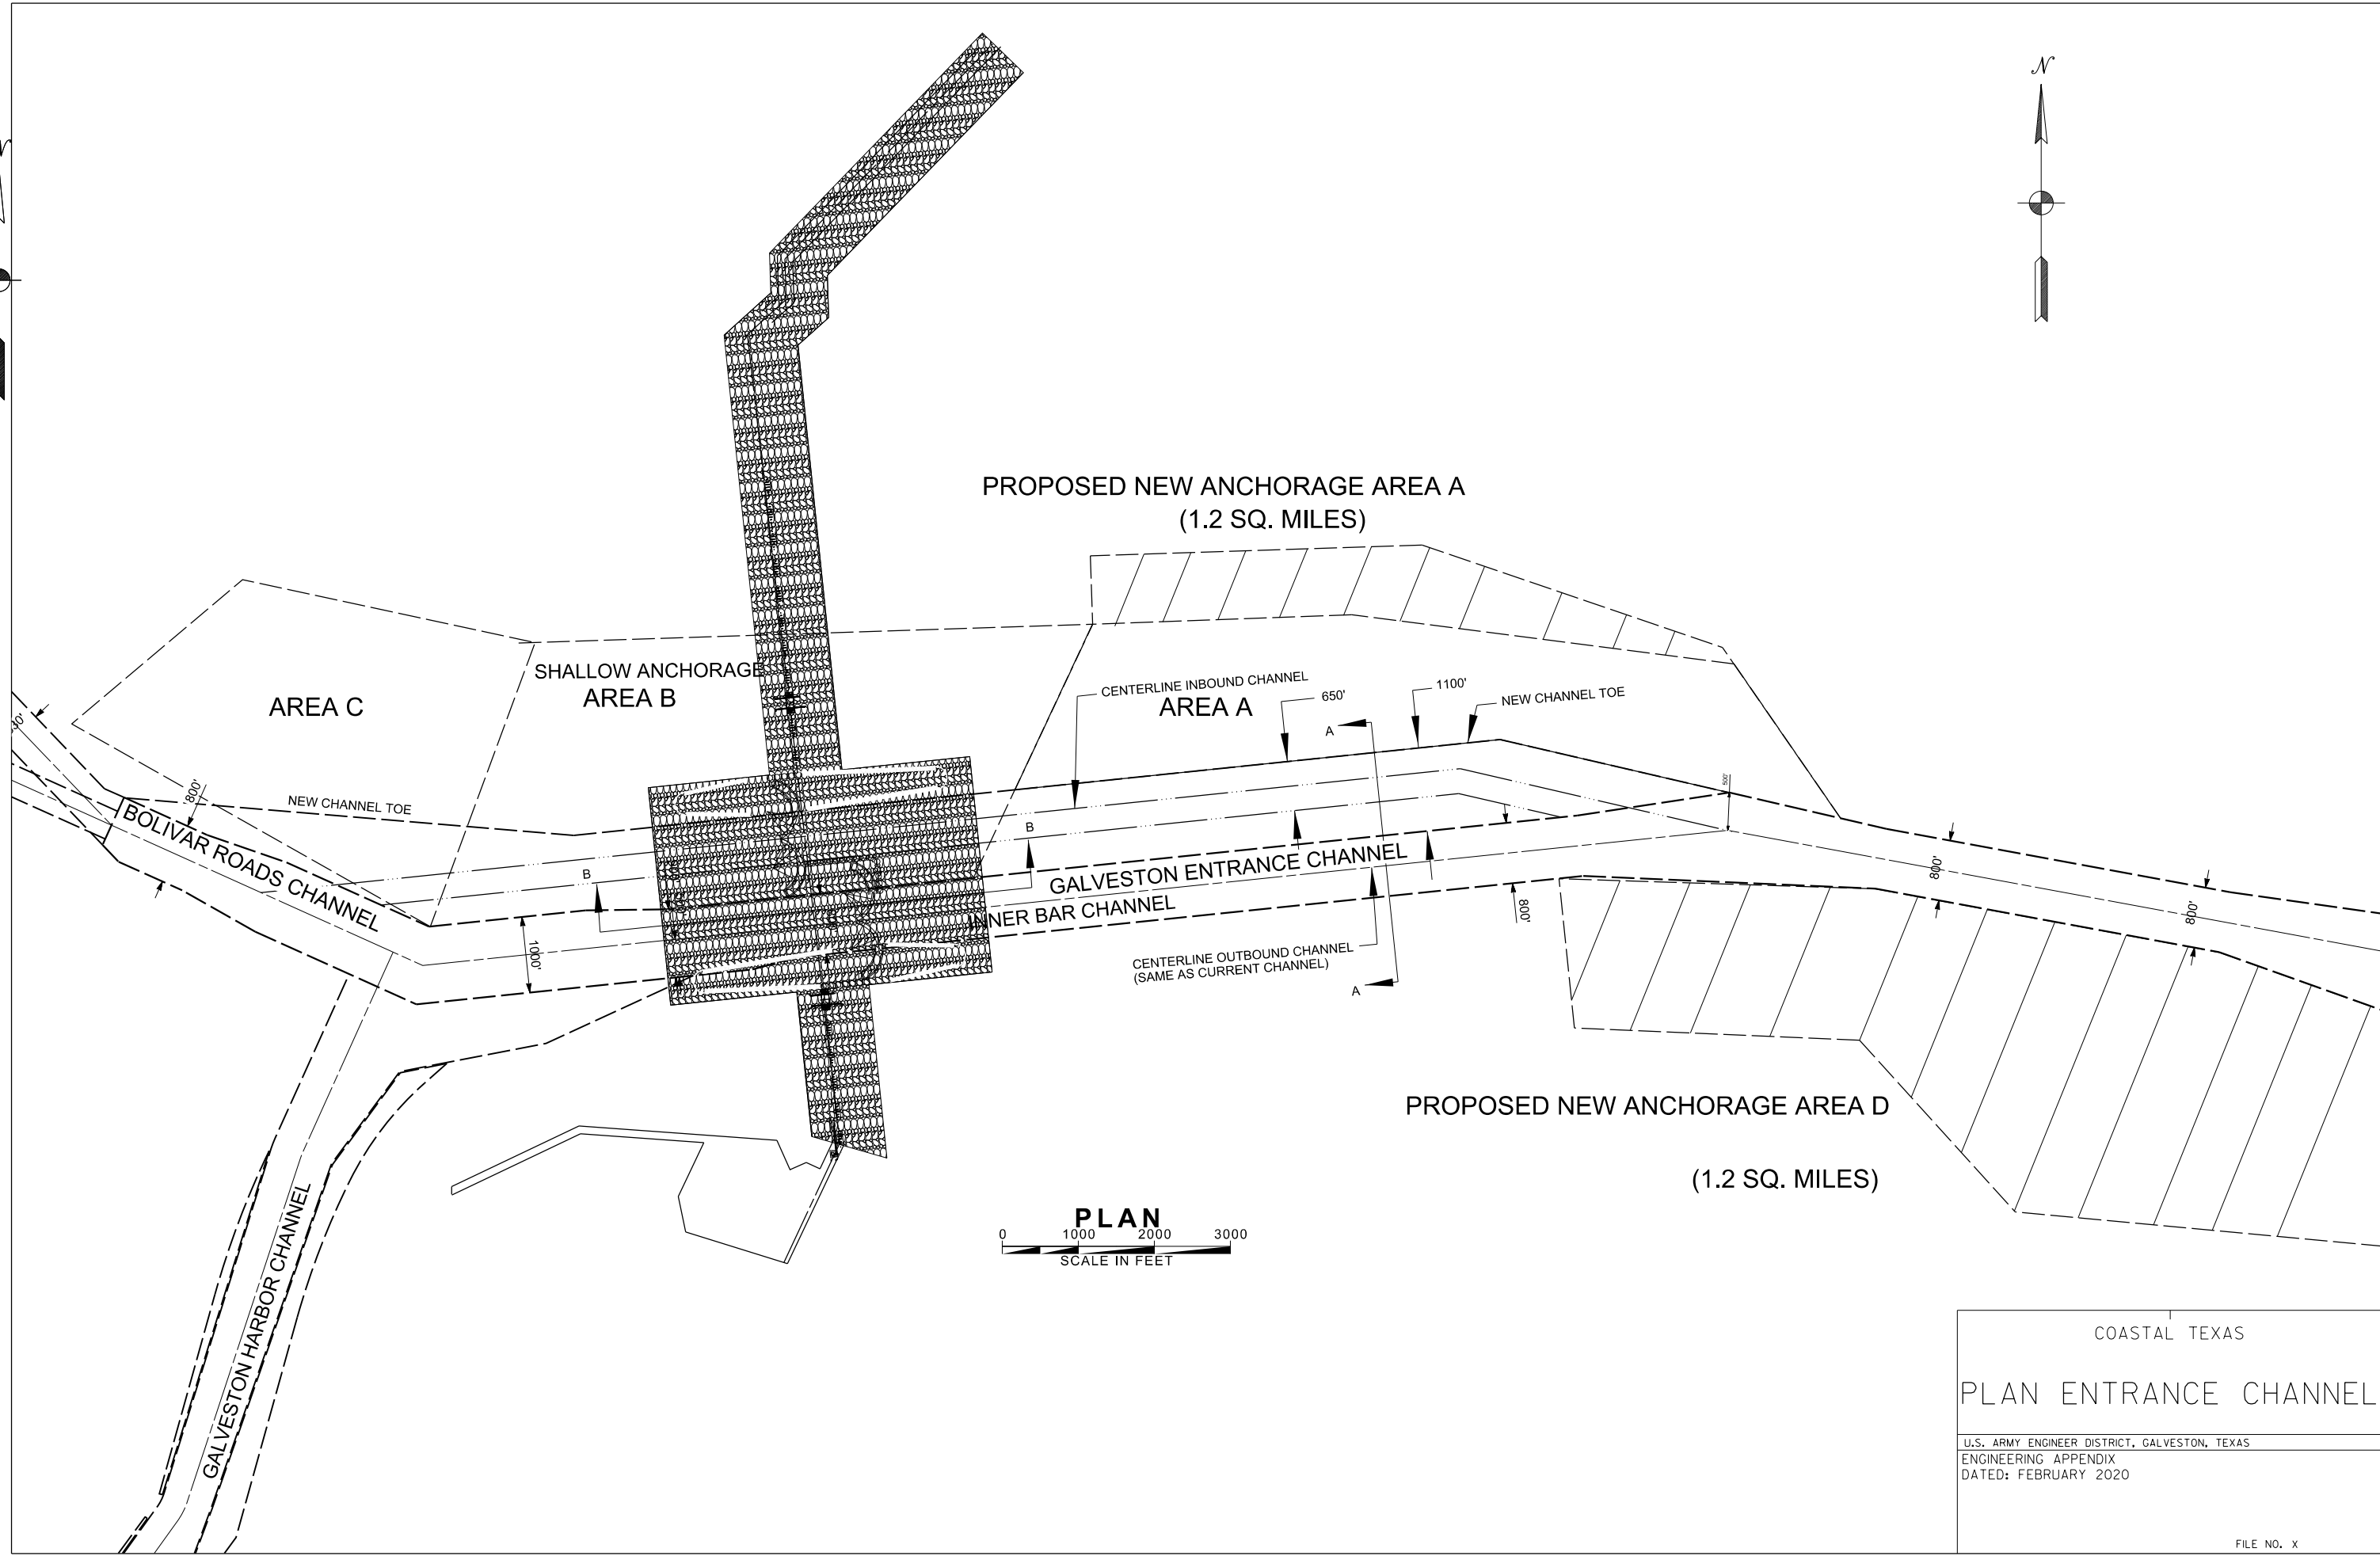 N
N
PROPOSED NEW ANCHORAGE AREA A
(1.2 SQ. MILES)
SHALLOW ANCHORAGE
AREA B
AREA C
CENTERLINE INBOUND CHANNEL
AREA A
650'
1100'
NEW CHANNEL TOE
A
800'
NEW CHANNEL TOE
500'
BOLIVAR ROADS CHANNEL
B
B
GALVESTON ENTRANCE CHANNEL
INNER BAR CHANNEL
800'
800'
800'
1000'
CENTERLINE OUTBOUND CHANNEL
(SAME AS CURRENT CHANNEL)
A
PROPOSED NEW ANCHORAGE AREA D
(1.2 SQ. MILES)
GALVESTON HARBOR CHANNEL
PLAN
0 1000 2000 3000
SCALE IN FEET
COASTAL TEXAS
PLAN ENTRANCE CHANNEL
U.S. ARMY ENGINEER DISTRICT, GALVESTON, TEXAS
ENGINEERING APPENDIX
DATED: FEBRUARY 2020
FILE NO. X